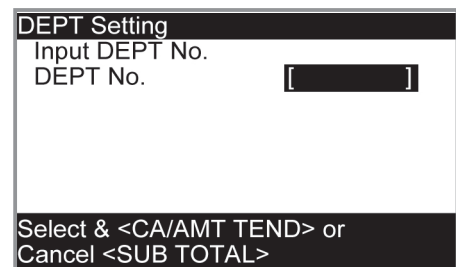 DEPT Setting
Input DEPT No.
DEPT No. [ ]
Select & <CA/AMT TEND> or
Cancel <SUB TOTAL>